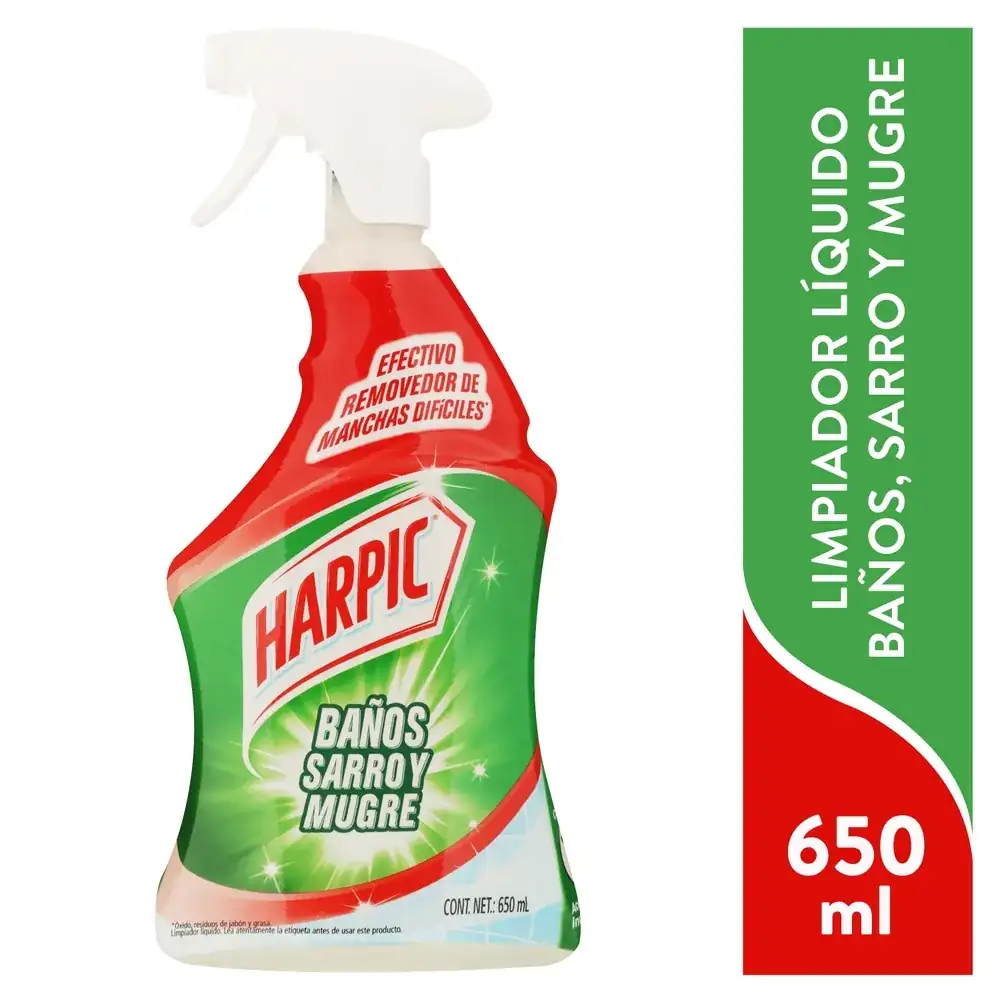 EFECTIVO
REMOVEDOR DE
MANCHAS DIFÍCILES*
HARPIC
BAÑOS
SARRO Y
MUGRE
CONT. NET.: 650 mL
*Óxido, residuos de jabón y grasa.
Limpiador líquido. Lea atentamente la etiqueta antes de usar este producto.
LIMPIADOR LÍQUIDO
BAÑOS, SARRO Y MUGRE
650
ml